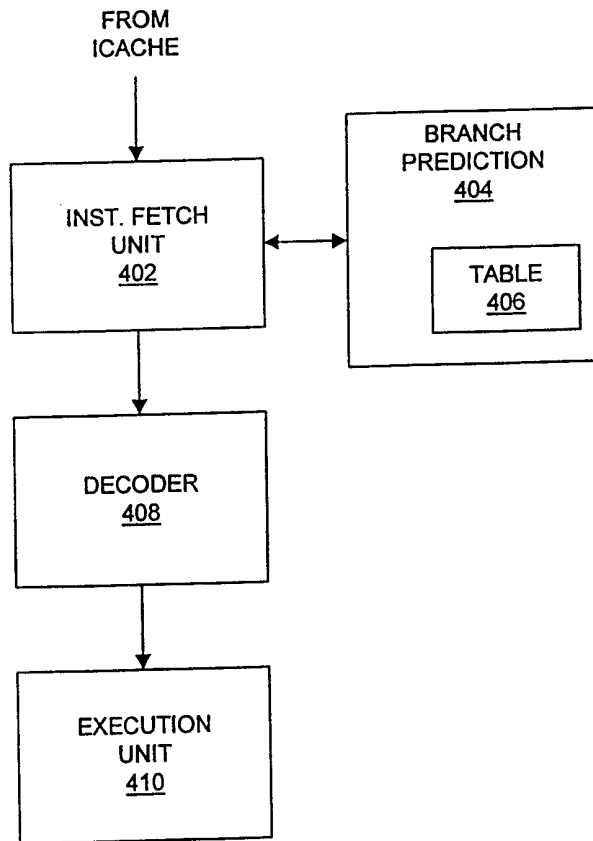 FROM
ICACHE
INST. FETCH
UNIT
402
BRANCH
PREDICTION
404
TABLE
406
DECODER
408
EXECUTION
UNIT
410